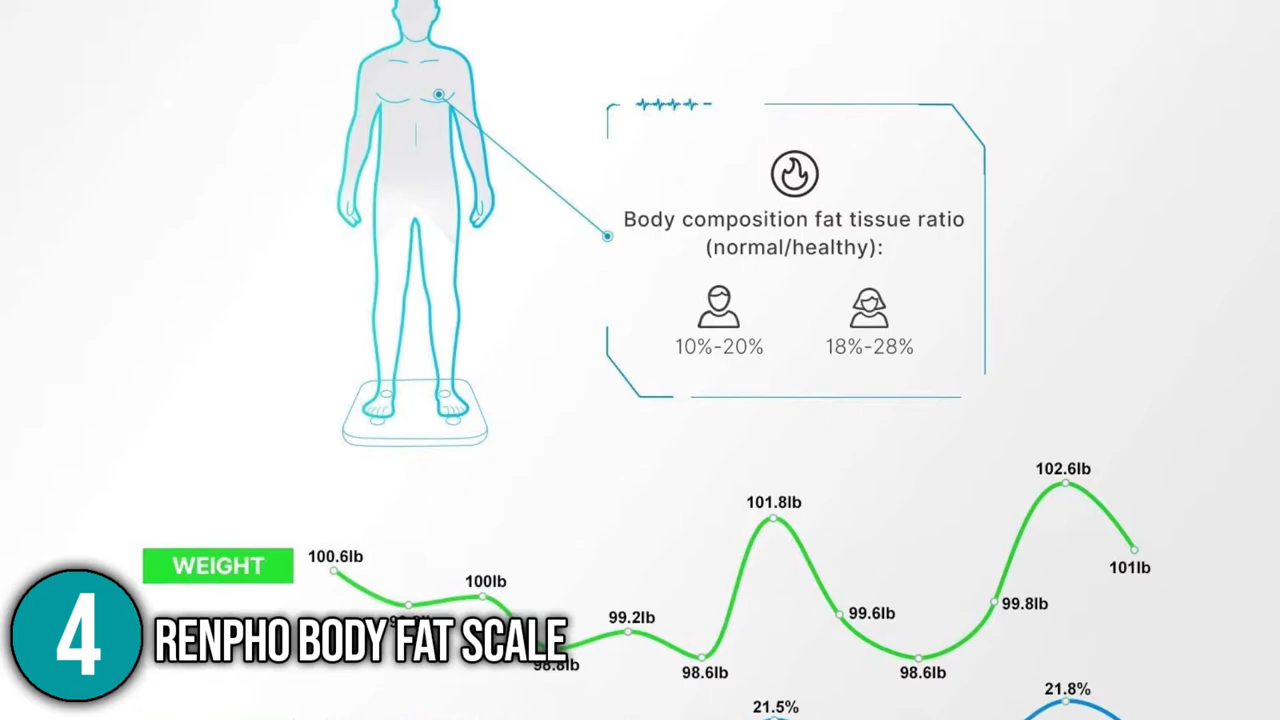 Body composition fat tissue ratio
(normal/healthy):
10%-20%
18%-28%
102.6lb
101.8lb
WEIGHT
100.6lb
100lb
101lb
99.8lb
99.6lb
99.2lb
98.8lb
98.6lb
98.6lb
4
RENPHO BODY FAT SCALE
21.5%
21.8%